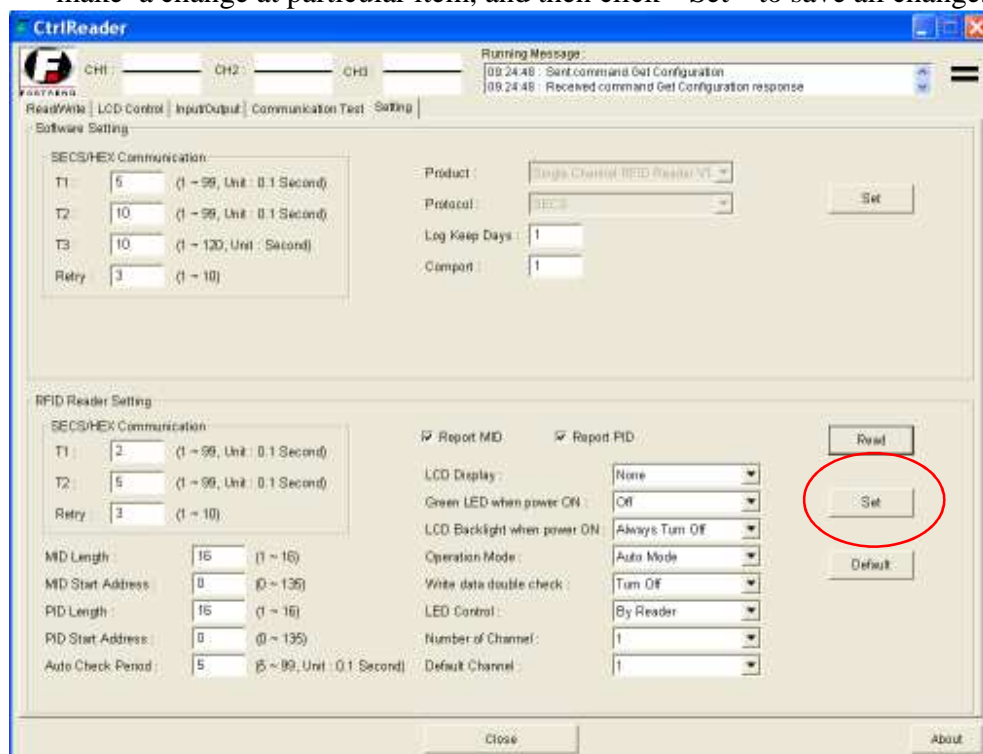 make a change at particular item, and then click "Set" to save all change
CtrlReader
CH1 : CH2 : CH3 :
Running Message :
09:24:48 : Sent command Get Configuration
09:24:48 : Received command Get Configuration response
Read/Write LCD Control Input/Output Communication Test Setting
Software Setting
SECS/HEX Communication
T1 : 5 (1 ~ 99, Unit : 0.1 Second)
T2 : 10 (1 ~ 99, Unit : 0.1 Second)
T3 : 10 (1 ~ 120, Unit : Second)
Retry : 3 (1 ~ 10)
Product : Single Channel RFID Reader V1
Protocol : SECS
Log Keep Days : 1
Comport : 1
Set
RFID Reader Setting
SECS/HEX Communication
T1 : 2 (1 ~ 99, Unit : 0.1 Second)
T2 : 5 (1 ~ 99, Unit : 0.1 Second)
Retry : 3 (1 ~ 10)
MID Length : 16 (1 ~ 16)
MID Start Address : 0 (0 ~ 135)
PID Length : 16 (1 ~ 16)
PID Start Address : 0 (0 ~ 135)
Auto Check Period : 5 (5 ~ 99, Unit : 0.1 Second)
Report MID Report PID
LCD Display : None
Green LED when power ON : Off
LCD Backlight when power ON : Always Turn Off
Operation Mode : Auto Mode
Write data double check : Turn Off
LED Control : By Reader
Number of Channel : 1
Default Channel : 1
Read
Set
Default
Close
About